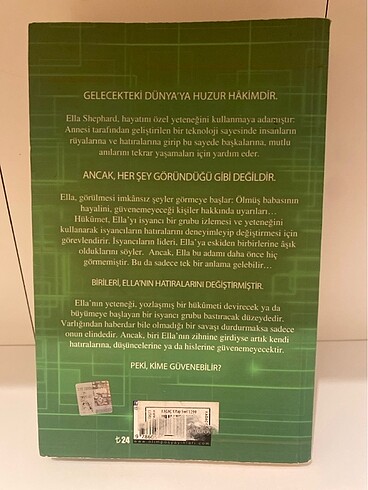 GELECEKTEKİ DÜNYA'YA HUZUR HÂKİMDİR.
Ella Shephard, hayatını özel yeteneğini kullanmaya adamıştır:
Annesi tarafından geliştirilen bir teknoloji sayesinde insanların
rüyalarına ve hatıralarına girip bu sayede başkalarına, mutlu
anılarını tekrar yaşamaları için yardım eder.
ANCAK, HER ŞEY GÖRÜNDÜĞÜ GİBİ DEĞİLDİR.
Ella, görülmesi imkânsız şeyler görmeye başlar: Ölmüş babasının
hayalini, güvenemeyeceği kişiler hakkında uyarıları...
Hükûmet, Ella'yı isyancı bir grubu izlemesi ve yeteneğini
kullanarak isyancıların hatıralarını deneyimleyip değiştirmesi için
görevlendirir. İsyancıların lideri, Ella'ya eskiden birbirlerine âşık
olduklarını söyler. Ancak, Ella bu adamı daha önce hiç
görmemiştir. Bu da sadece tek bir anlama gelebilir...
BİRİLERİ, ELLA'NIN HATIRALARINI DEĞİŞTİRMİŞTİR.
Ella'nın yeteneği, yozlaşmış bir hükûmeti devirecek ya da
büyümeye başlayan bir isyancı grubu bastıracak düzeydedir.
Varlığından haberdar bile olmadığı bir savaşı durdurmaksa sadece
onun elindedir. Ancak, biri Ella'nın zihnine girdiyse artık kendi
hatıralarına, düşüncelerine ya da hislerine güvenemeyecektir.
PEKİ, KİME GÜVENEBİLİR?
₺24